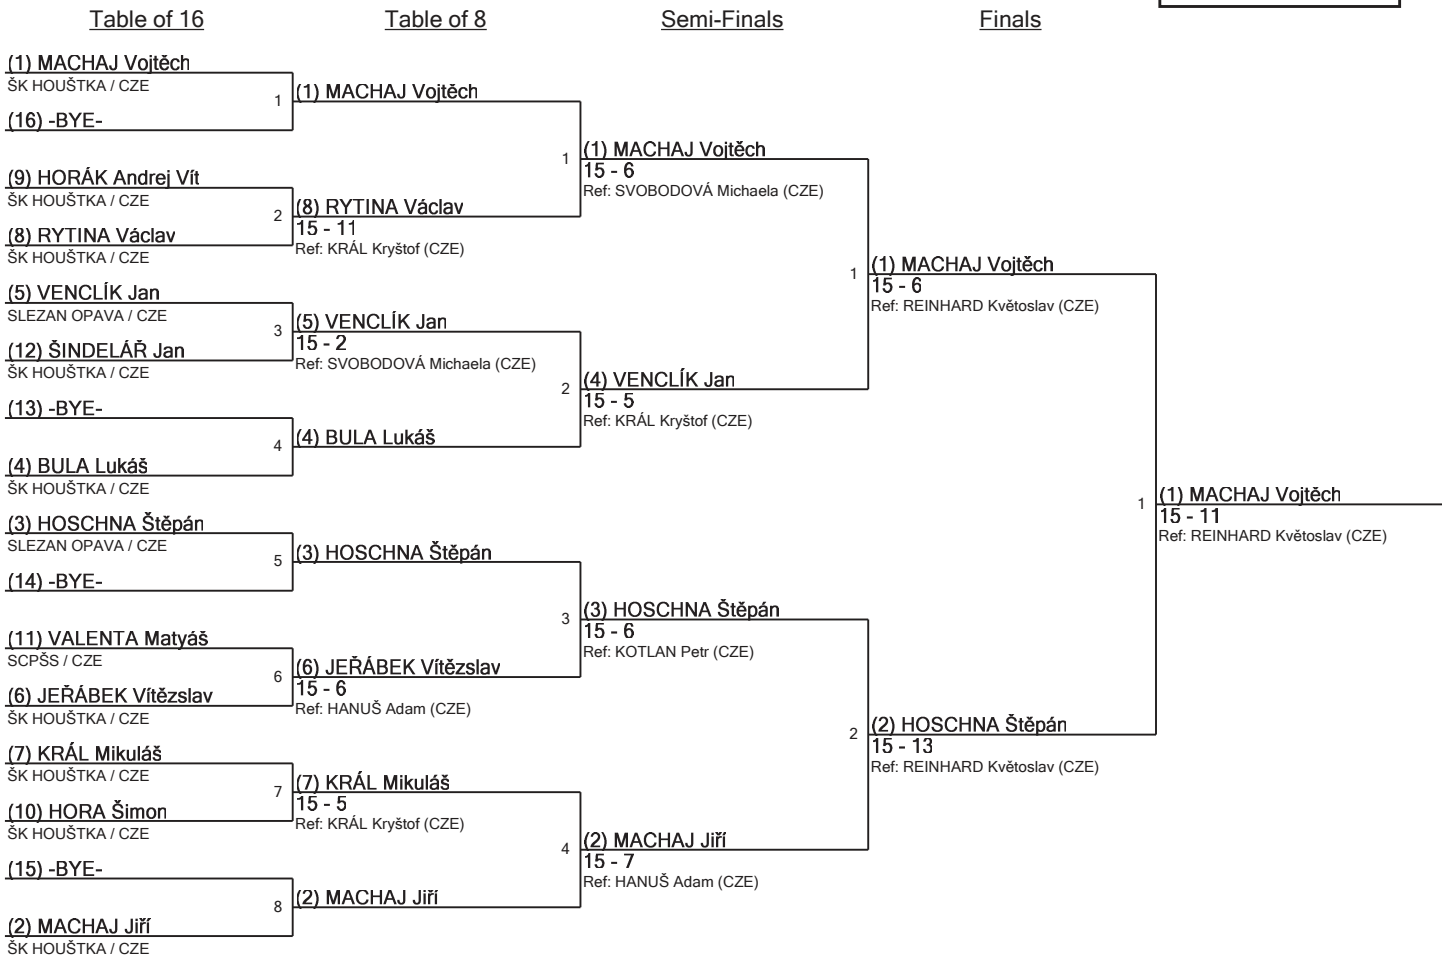 Table of 16
Table of 8
Semi-Finals
Finals
(1) MACHAJ Vojtěch
ŠK HOUŠTKA / CZE
1
(16) -BYE-
(9) HORÁK Andrej Vít
ŠK HOUŠTKA / CZE
2
(8) RYTINA Václav
ŠK HOUŠTKA / CZE
(5) VENCLÍK Jan
SLEZAN OPAVA / CZE
3
(12) ŠINDELÁŘ Jan
ŠK HOUŠTKA / CZE
(13) -BYE-
4
(4) BULA Lukáš
ŠK HOUŠTKA / CZE
(3) HOSCHNA Štěpán
SLEZAN OPAVA / CZE
5
(14) -BYE-
(11) VALENTA Matyáš
SCPŠS / CZE
6
(6) JEŘÁBEK Vítězslav
ŠK HOUŠTKA / CZE
(7) KRÁL Mikuláš
ŠK HOUŠTKA / CZE
7
(10) HORA Šimon
ŠK HOUŠTKA / CZE
(15) -BYE-
8
(2) MACHAJ Jiří
ŠK HOUŠTKA / CZE
(1) MACHAJ Vojtěch
1
(8) RYTINA Václav
15 - 11
Ref: KRÁL Kryštof (CZE)
(5) VENCLÍK Jan
15 - 2
Ref: SVOBODOVÁ Michaela (CZE)
2
(4) BULA Lukáš
(3) HOSCHNA Štěpán
3
(6) JEŘÁBEK Vítězslav
15 - 6
Ref: HANUŠ Adam (CZE)
(7) KRÁL Mikuláš
15 - 5
Ref: KRÁL Kryštof (CZE)
4
(2) MACHAJ Jiří
(1) MACHAJ Vojtěch
15 - 6
Ref: SVOBODOVÁ Michaela (CZE)
1
(4) VENCLÍK Jan
15 - 5
Ref: KRÁL Kryštof (CZE)
(3) HOSCHNA Štěpán
15 - 6
Ref: KOTLAN Petr (CZE)
2
(2) MACHAJ Jiří
15 - 7
Ref: HANUŠ Adam (CZE)
(1) MACHAJ Vojtěch
15 - 6
Ref: REINHARD Květoslav (CZE)
1
(2) HOSCHNA Štěpán
15 - 13
Ref: REINHARD Květoslav (CZE)
(1) MACHAJ Vojtěch
15 - 11
Ref: REINHARD Květoslav (CZE)